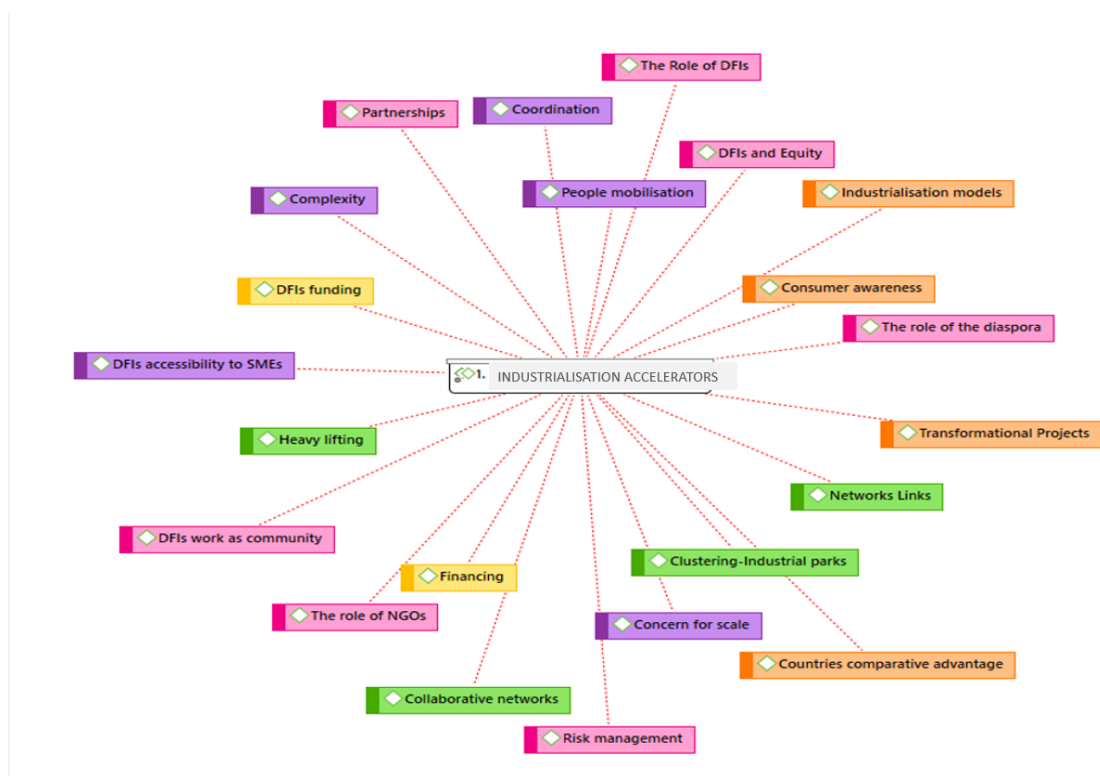 The Role of DFIs
Partnerships
Coordination
DFIs and Equity
Complexity
People mobilisation
Industrialisation models
DFIs funding
Consumer awareness
The role of the diaspora
DFIs accessibility to SMEs
1. INDUSTRIALISATION ACCELERATORS
Heavy lifting
Transformational Projects
Networks Links
DFIs work as community
Clustering-Industrial parks
Financing
The role of NGOs
Concern for scale
Countries comparative advantage
Collaborative networks
Risk management